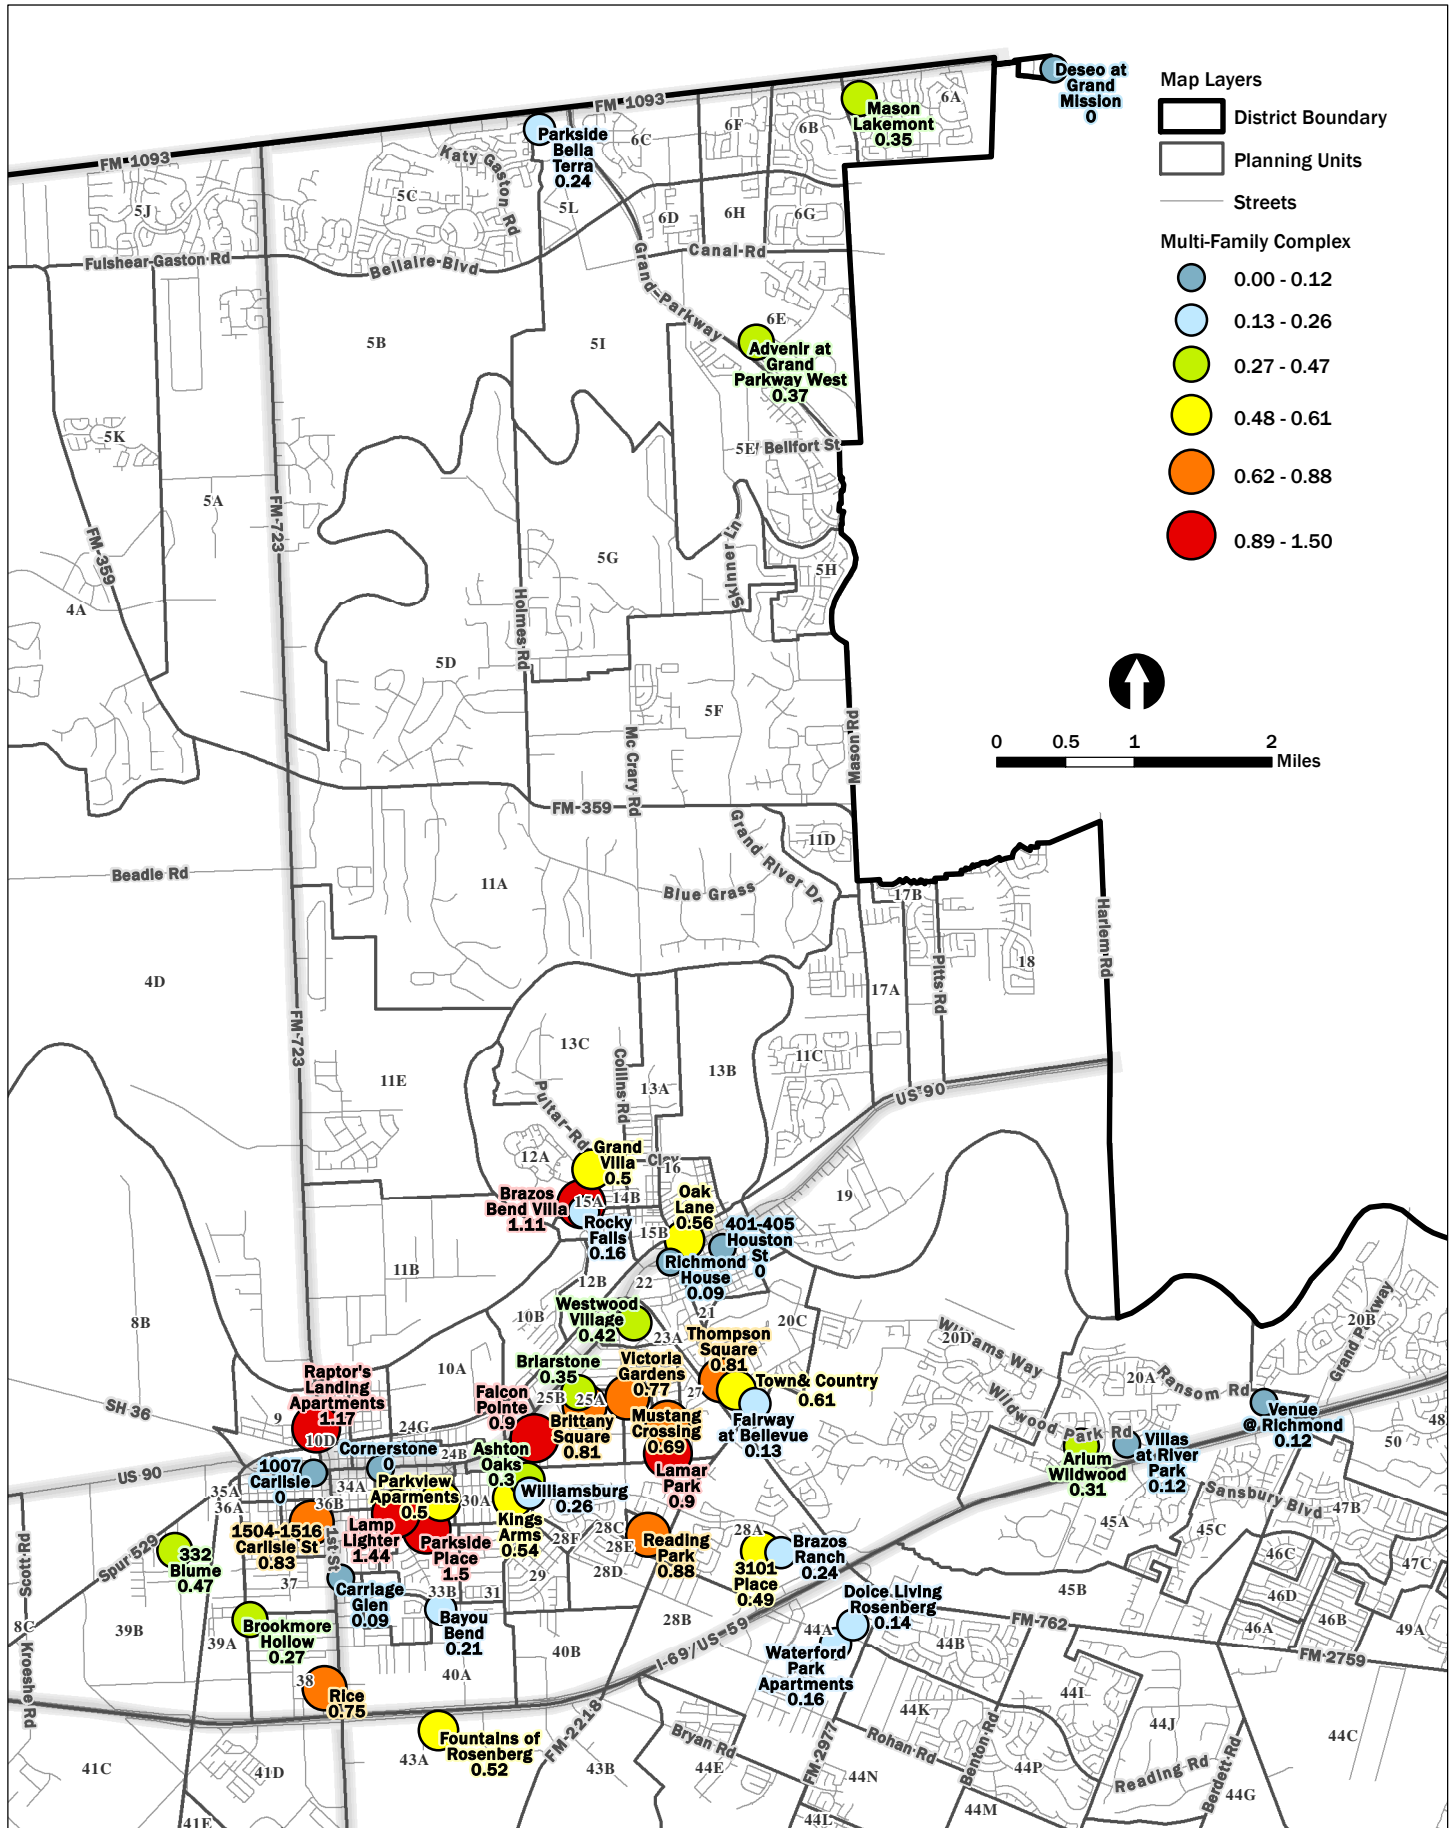 Deseo at
Grand
Mission
0
Map Layers
District Boundary
Planning Units
Streets
Multi-Family Complex
0.00 - 0.12
0.13 - 0.26
0.27 - 0.47
0.48 - 0.61
0.62 - 0.88
0.89 - 1.50
0 0.5 1 2
Miles
FM 1093
FM 1093
6A
Mason
Lakemont
0.35
6F
6B
6C
Parkside
Bella
Terra
0.24
Katy Gaston Rd
5C
5J
5L
6D
6H
6G
Canal Rd
Fulshear-Gaston Rd
Bellaire Blvd
Grand Parkway
6E
5B
5I
Advenir at
Grand
Parkway West
0.37
5K
5E
Bellfort St
5A
FM-723
FM-359
Skinner Ln
5G
5H
4A
Holmes Rd
5D
5F
Mc Crary Rd
Mason Rd
FM-359
Grand River Dr
11D
Beadle Rd
11A
Blue Grass
17B
Harlem Rd
18
Pitts Rd
17A
4D
FM-723
13C
Collins Rd
13A
13B
11C
11E
US 90
Pultar Rd
12A
Grand
Villa
0.5
Clay
16
19
Brazos
Bend Villa
1.11
15A
14B
Rocky
Falls
0.16
15B
Oak
Lane
0.56
401-405
Houston
St
0
Richmond
House
0.09
11B
12B
22
8B
10B
Westwood
Village
0.42
21
23A
20C
20D
Williams Way
20B
Grand Parkway
Thompson
Square
0.81
10A
Briarstone
0.35
Victoria
Gardens
0.77
27
Town& Country
0.61
20A
Ransom Rd
Raptor's
Landing
Apartments
1.17
Falcon
Pointe
0.9
25B
25A
Brittany
Square
0.81
Mustang
Crossing
0.69
Fairway
at Bellevue
0.13
Wildwood Park Rd
Venue
@ Richmond
0.12
SH 36
9
10D
24G
24B
48
50
Cornerstone
0
Ashton
Oaks
0.3
Lamar
Park
0.9
Arium
Wildwood
0.31
Villas
at River
Park
0.12
US 90
1007
Carlisle
0
34A
Parkview
Aparments
0.5
30A
Williamsburg
0.26
Sansbury Blvd
47B
35A
36A
36B
45A
45C
1504-1516
Carlisle St
0.83
1st St
Lamp
Lighter
1.44
Parkside
Place
1.5
Kings
Arms
0.54
28F
28C
28E
Reading
Park
0.88
28A
3101
Place
0.49
Brazos
Ranch
0.24
46C
47C
Scott Rd
Spur 529
332
Blume
0.47
37
Carriage
Glen
0.09
33B
31
29
28D
45B
46D
Bayou
Bend
0.21
Dolce Living
Rosenberg
0.14
46A
46B
49A
8C
39B
39A
Brookmore
Hollow
0.27
28B
44A
44B
FM-762
FM 2759
Kroeshe Rd
40A
40B
I-69/US-59
Waterford
Park
Apartments
0.16
38
Rice
0.75
44K
44I
44J
44C
Fountains of
Rosenberg
0.52
FM-2218
Bryan Rd
FM-2977
Rohan Rd
Benton Rd
41C
41D
43A
43B
44E
44N
44P
Reading Rd
Berdett Rd
44G
44M
44L
41E